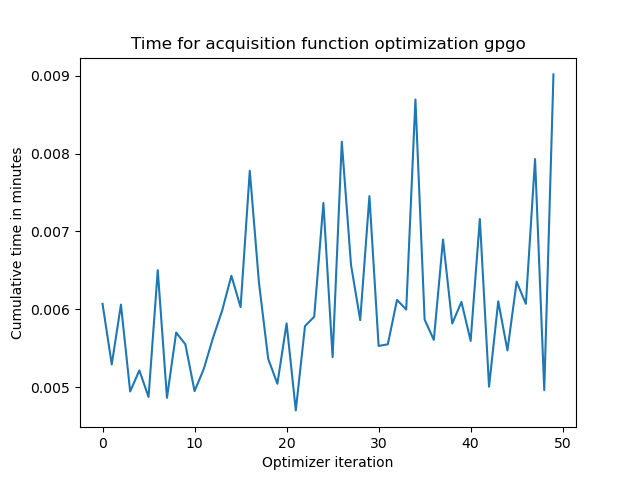 Time for acquisition function optimization gpgo
Cumulative time in minutes
0.009
0.008
0.007
0.006
0.005
0 10 20 30 40 50
Optimizer iteration